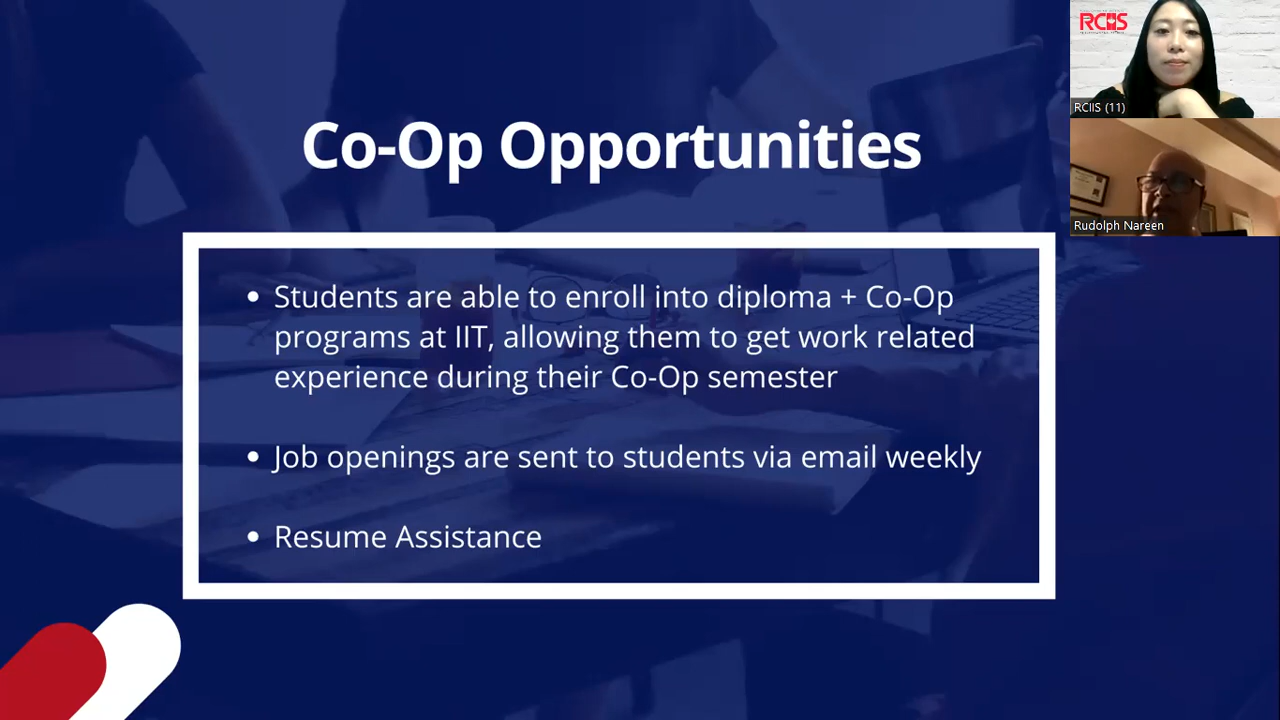 Co-Op Opportunities
• Students are able to enroll into diploma + Co-Op
programs at IIT, allowing them to get work related
experience during their Co-Op semester
• Job openings are sent to students via email weekly
• Resume Assistance
RCIIS
RCIIS (11)
Rudolph Nareen